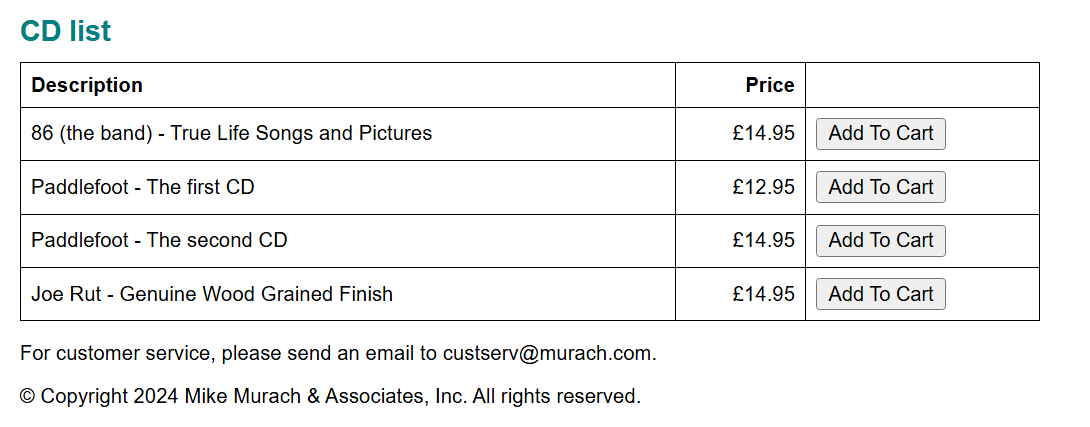 CD list
Description Price
86 (the band) - True Life Songs and Pictures £14.95 Add To Cart
Paddlefoot - The first CD £12.95 Add To Cart
Paddlefoot - The second CD £14.95 Add To Cart
Joe Rut - Genuine Wood Grained Finish £14.95 Add To Cart
For customer service, please send an email to custserv@murach.com.
© Copyright 2024 Mike Murach & Associates, Inc. All rights reserved.